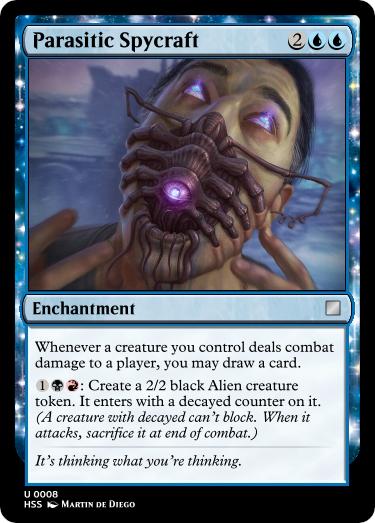 Parasitic Spycraft 2
Enchantment
Whenever a creature you control deals combat
damage to a player, you may draw a card.
1: Create a 2/2 black Alien creature
token. It enters with a decayed counter on it.
(A creature with decayed can't block. When it
attacks, sacrifice it at end of combat.)
It's thinking what you're thinking.
U 0008
HSS Martin de Diego